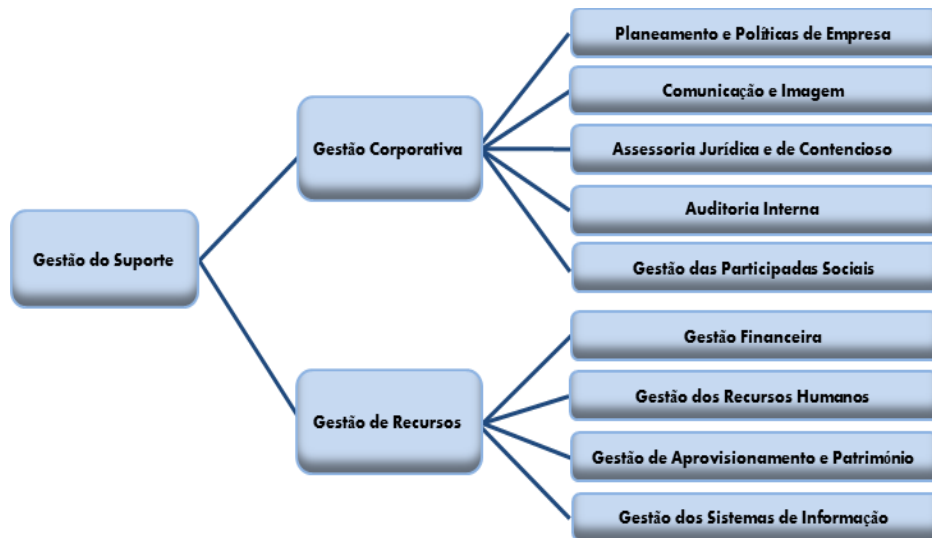 Gestão do Suporte
Gestão Corporativa
Planeamento e Políticas de Empresa
Comunicação e Imagem
Assessoria Jurídica e de Contencioso
Auditoria Interna
Gestão das Participadas Sociais
Gestão de Recursos
Gestão Financeira
Gestão dos Recursos Humanos
Gestão de Aprovisionamento e Património
Gestão dos Sistemas de Informação